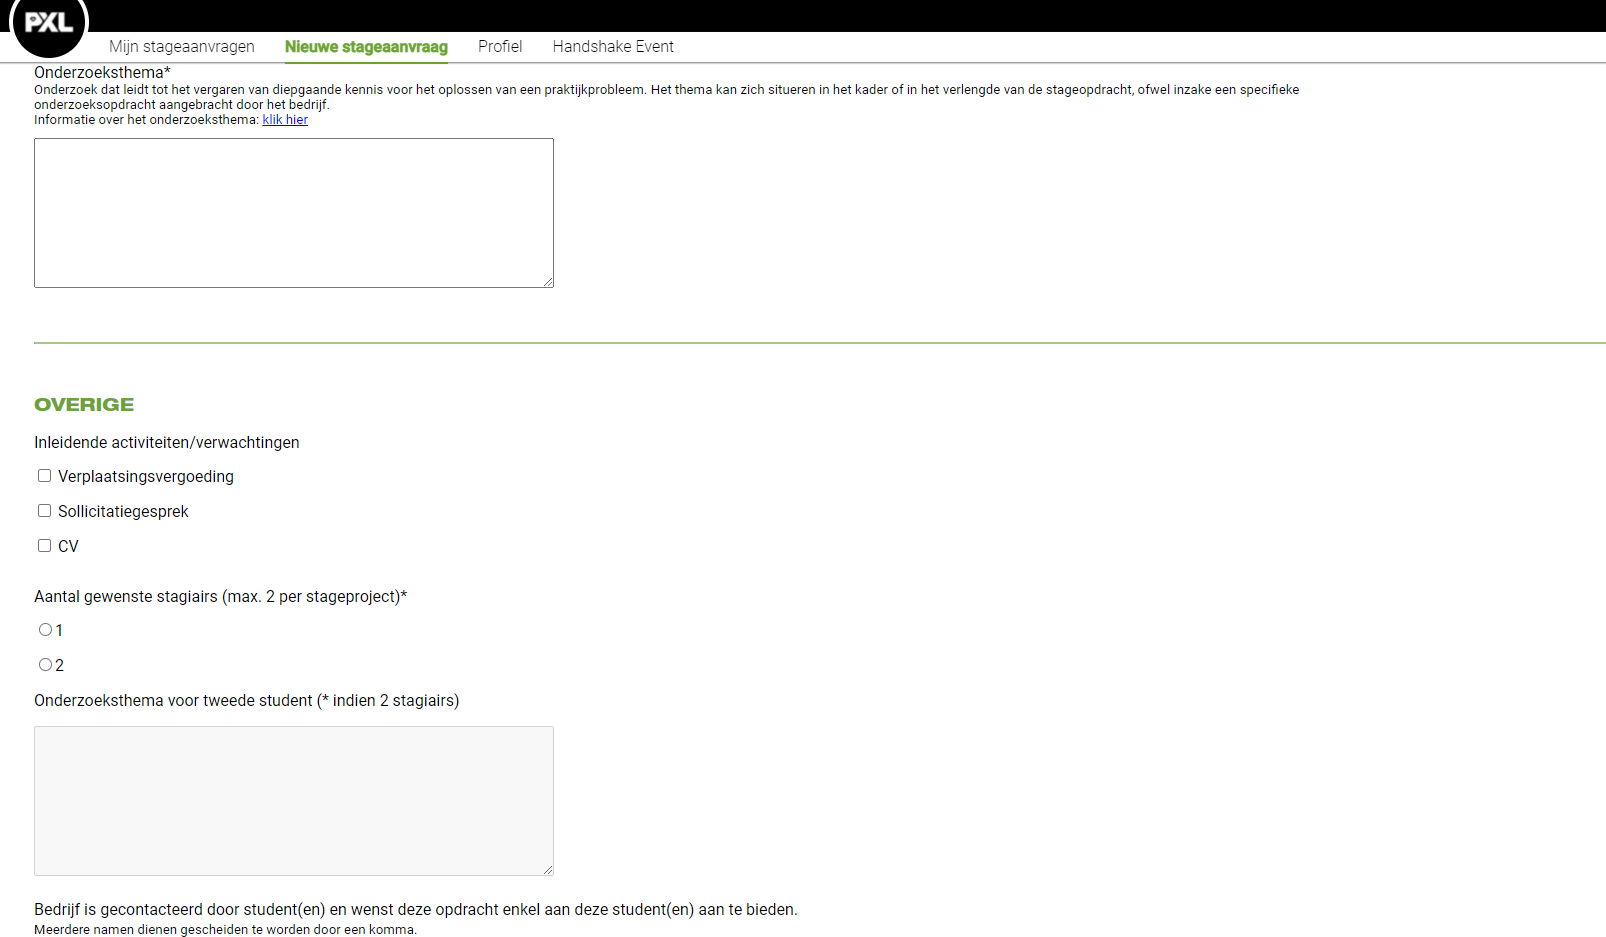 PXL
Mijn stageaanvragen
Nieuwe stageaanvraag
Profiel
Handshake Event
Onderzoeksthema*
Onderzoek dat leidt tot het vergaren van diepgaande kennis voor het oplossen van een praktijkprobleem. Het thema kan zich situeren in het kader of in het verlengde van de stageopdracht, ofwel inzake een specifieke
onderzoeksopdracht aangebracht door het bedrijf.
Informatie over het onderzoeksthema: klik hier
OVERIGE
Inleidende activiteiten/verwachtingen
Verplaatsingsvergoeding
Sollicitatiegesprek
CV
Aantal gewenste stagiairs (max. 2 per stageproject)*
1
2
Onderzoeksthema voor tweede student (* indien 2 stagiairs)
Bedrijf is gecontacteerd door student(en) en wenst deze opdracht enkel aan deze student(en) aan te bieden.
Meerdere namen dienen gescheiden te worden door een komma.